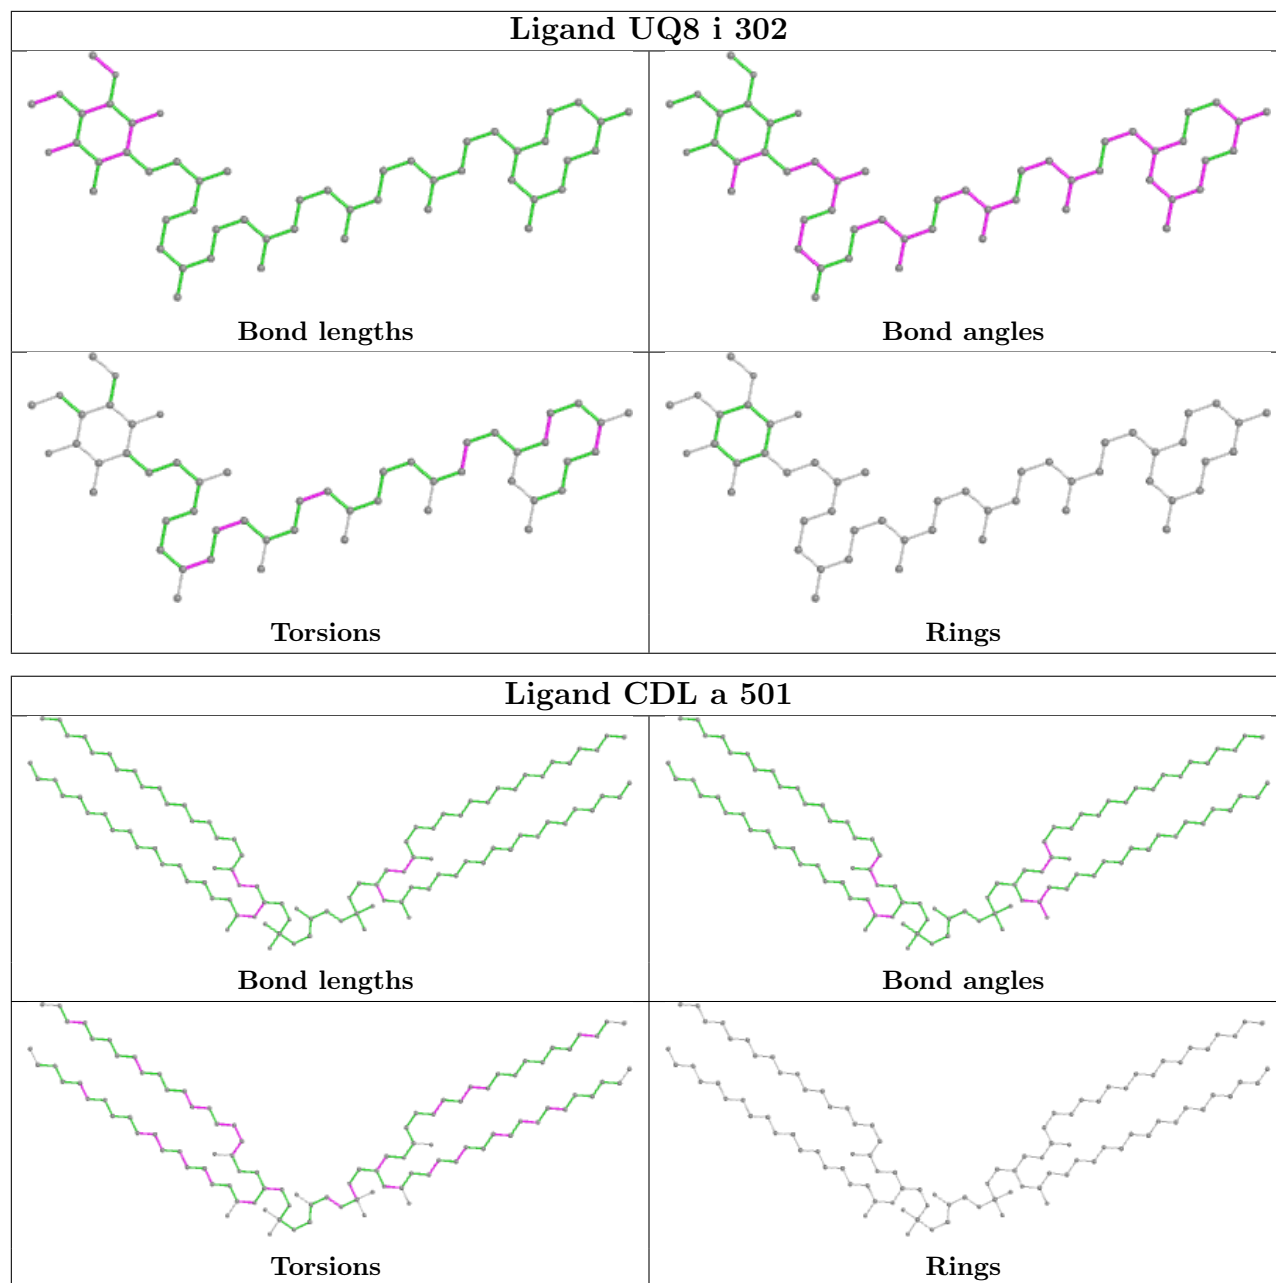 Ligand UQ8 i 302
Bond lengths
Bond angles
Torsions
Rings
Ligand CDL a 501
Bond lengths
Bond angles
Torsions
Rings